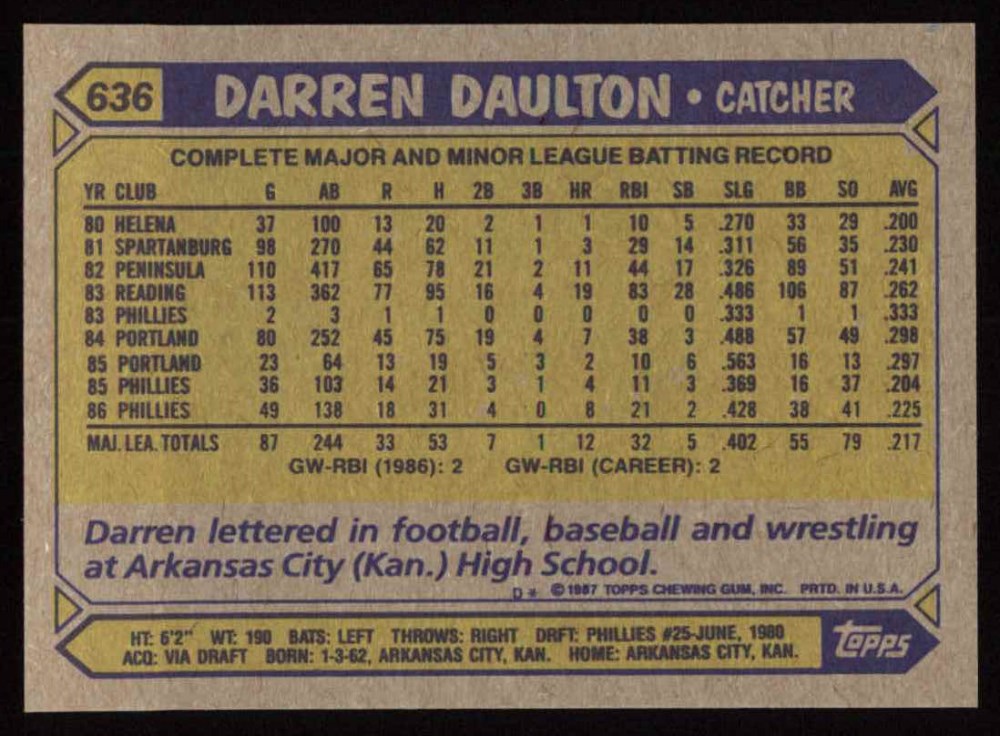 636 DARREN DAULTON • CATCHER
COMPLETE MAJOR AND MINOR LEAGUE BATTING RECORD
YR CLUB G AB R H 2B 3B HR RBI SB SLG BB SO AVG
80 HELENA 37 100 13 20 2 1 1 10 5 .270 33 29 .200
81 SPARTANBURG 98 270 44 62 11 1 3 29 14 .311 56 35 .230
82 PENINSULA 110 417 65 78 21 2 11 44 17 .326 89 51 .241
83 READING 113 362 77 95 16 4 19 83 28 .486 106 87 .262
83 PHILLIES 2 3 1 1 0 0 0 0 0 .333 1 1 .333
84 PORTLAND 80 252 45 75 19 4 7 38 3 .488 57 49 .298
85 PORTLAND 23 64 13 19 5 3 2 10 6 .563 16 13 .297
85 PHILLIES 36 103 14 21 3 1 4 11 3 .369 16 37 .204
86 PHILLIES 49 138 18 31 4 0 8 21 2 .428 38 41 .225
MAJ. LEA. TOTALS 87 244 33 53 7 1 12 32 5 .402 55 79 .217
GW-RBI (1986): 2 GW-RBI (CAREER): 2
Darren lettered in football, baseball and wrestling
at Arkansas City (Kan.) High School.
D* © 1987 TOPPS CHEWING GUM, INC. PRTD. IN U.S.A.
HT: 6'2" WT: 190 BATS: LEFT THROWS: RIGHT DRFT: PHILLIES #25-JUNE, 1980
ACQ: VIA DRAFT BORN: 1-3-62, ARKANSAS CITY, KAN. HOME: ARKANSAS CITY, KAN.
TOPPS